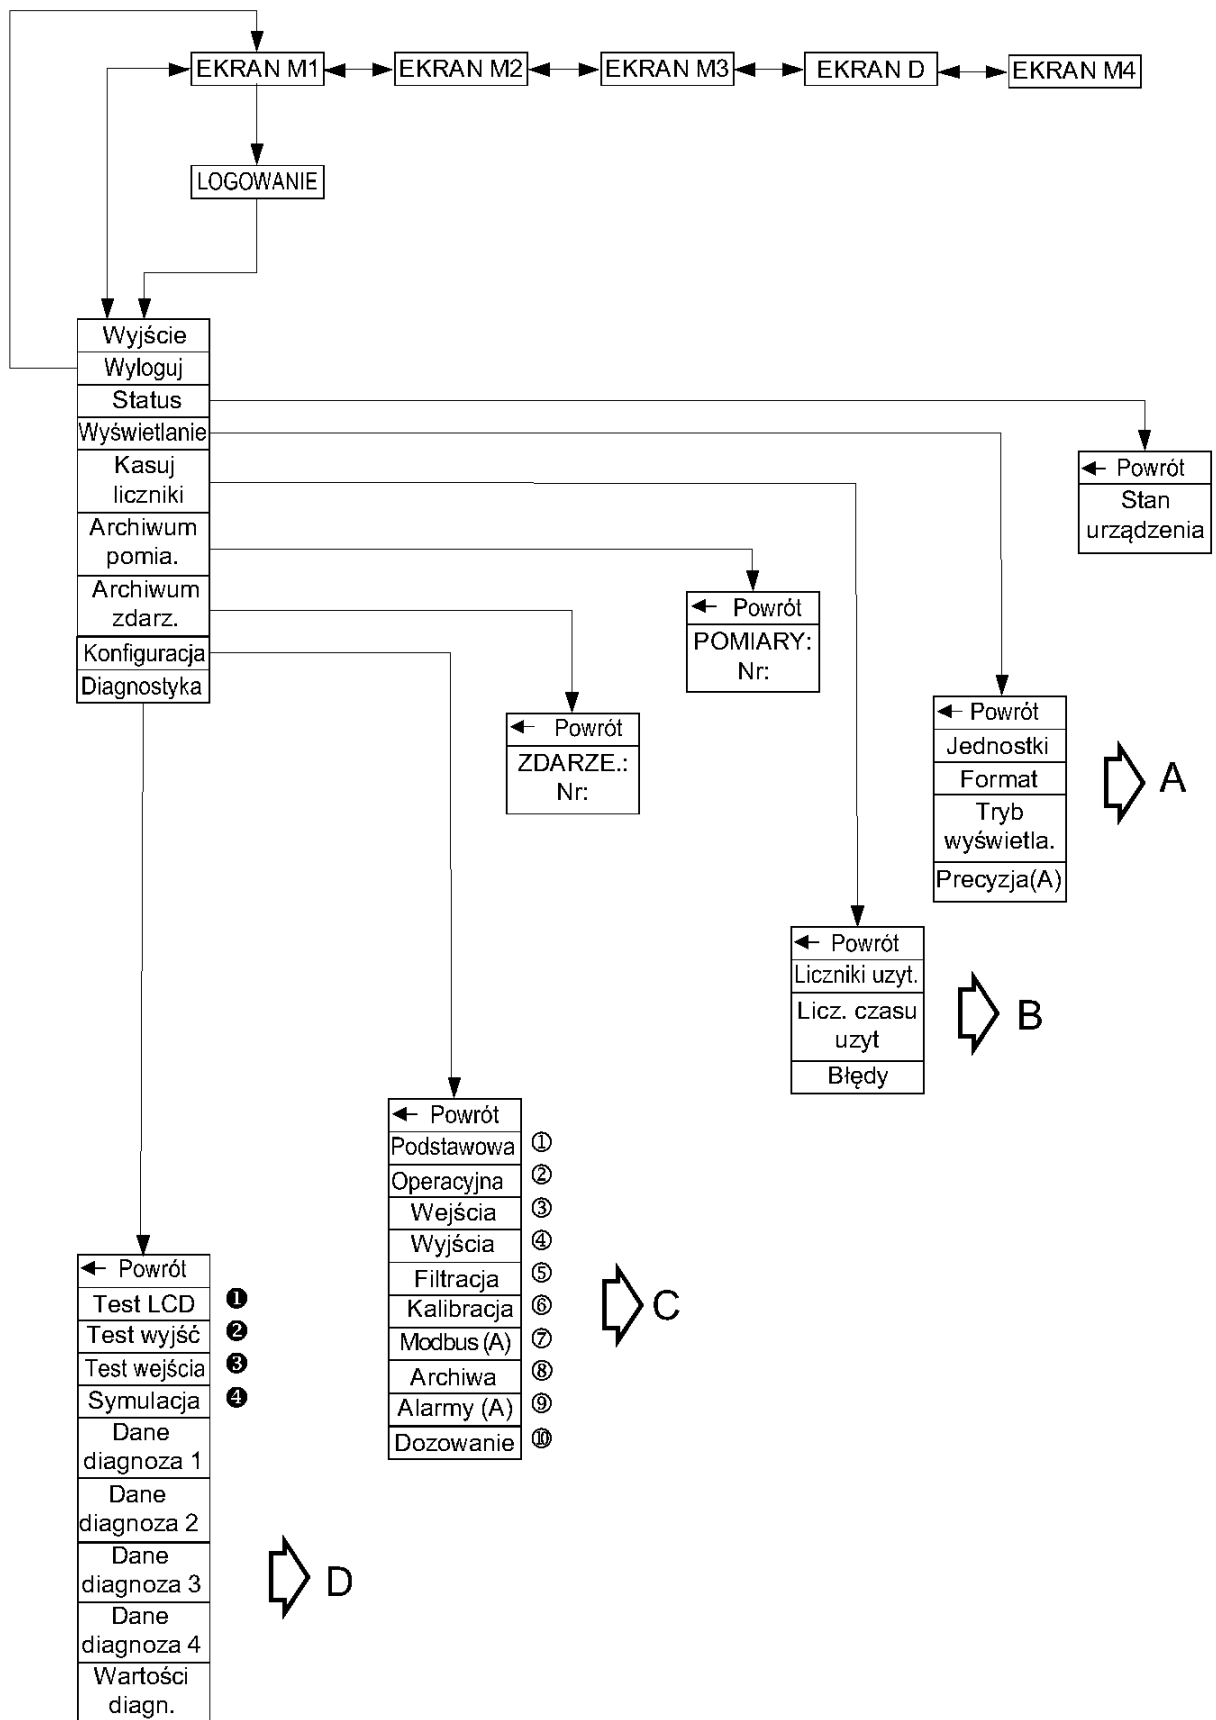 EKRAN M1
EKRAN M2
EKRAN M3
EKRAN D
EKRAN M4
LOGOWANIE
Wyjście
Wyloguj
Status
Wyświetlanie
Kasuj
liczniki
Archiwum
pomia.
Archiwum
zdarz.
Konfiguracja
Diagnostyka
Powrót
Stan
urządzenia
Powrót
POMIARY:
Nr:
Powrót
ZDARZE.:
Nr:
Powrót
Jednostki
Format
Tryb
wyświetla.
Precyzja(A)
A
Powrót
Liczniki uzyt.
Licz. czasu
uzyt
Błędy
B
Powrót
Podstawowa ①
Operacyjna ②
Wejścia ③
Wyjścia ④
Filtracja ⑤
Kalibracja ⑥
Modbus (A) ⑦
Archiwa ⑧
Alarmy (A) ⑨
Dozowanie ⑩
C
Powrót
Test LCD ❶
Test wyjść ❷
Test wejścia ❸
Symulacja ❹
Dane
diagnoza 1
Dane
diagnoza 2
Dane
diagnoza 3
Dane
diagnoza 4
Wartości
diagn.
D